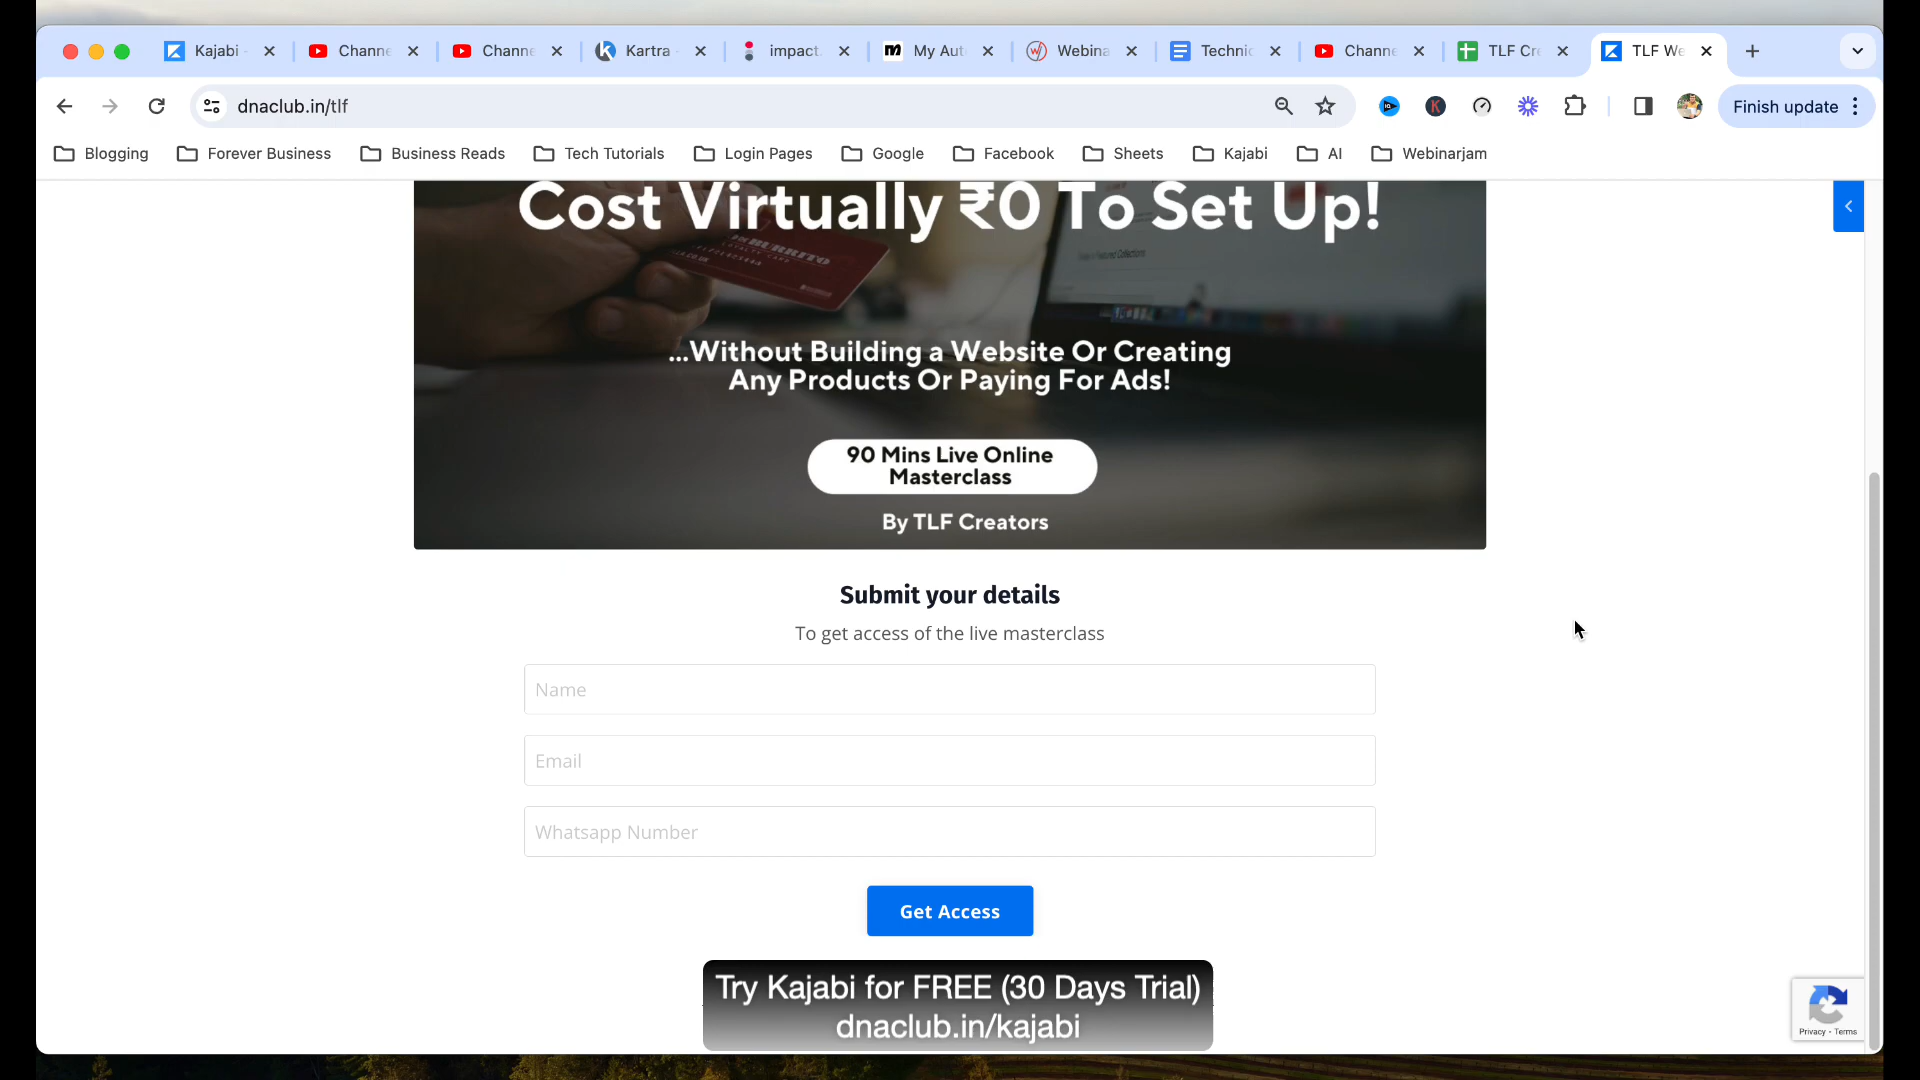 Kajabi -
Channe
Channe
Kartra -
impact.
My Aut
Webina
Technic
Channe
TLF Cre
TLF We
dnaclub.in/tlf
Finish update
Blogging
Forever Business
Business Reads
Tech Tutorials
Login Pages
Google
Facebook
Sheets
Kajabi
AI
Webinarjam
Cost Virtually ₹0 To Set Up!
BURRITO
...Without Building a Website Or Creating
Any Products Or Paying For Ads!
90 Mins Live Online
Masterclass
By TLF Creators
Submit your details
To get access of the live masterclass
Name
Email
Whatsapp Number
Get Access
Try Kajabi for FREE (30 Days Trial)
dnaclub.in/kajabi
Privacy - Terms